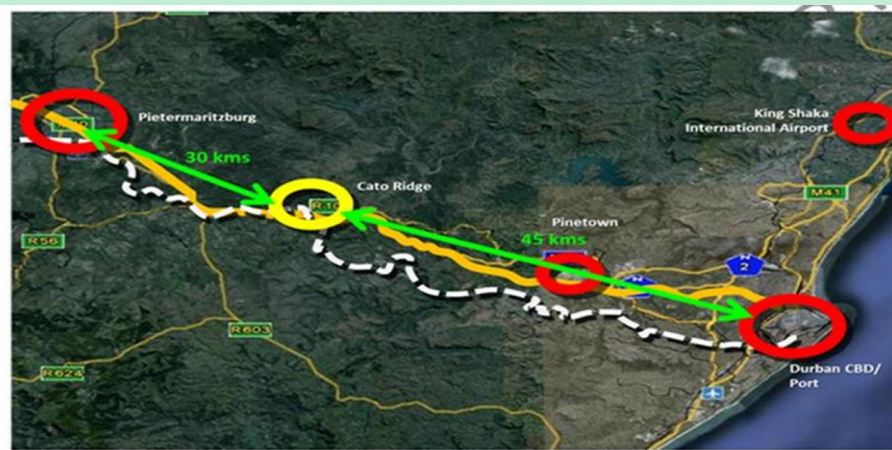 Pietermaritzburg
King Shaka
International Airport
30 kms
Cato Ridge
R10
M41
Pinetown
R56
45 kms
N
2
R603
Durban CBD/
Port
R624